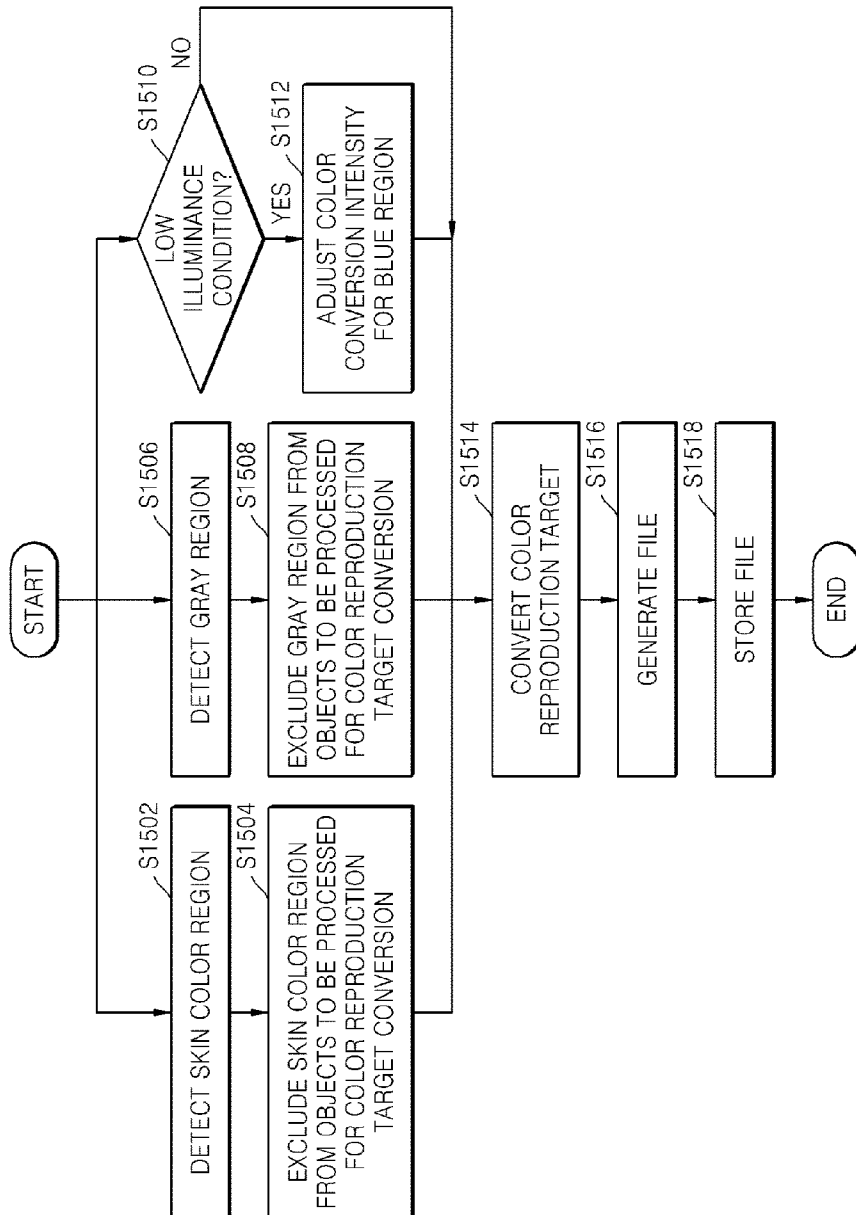 START
S1502
DETECT SKIN COLOR REGION
S1504
EXCLUDE SKIN COLOR REGION
FROM OBJECTS TO BE PROCESSED
FOR COLOR REPRODUCTION
TARGET CONVERSION
S1506
DETECT GRAY REGION
S1508
EXCLUDE GRAY REGION FROM
OBJECTS TO BE PROCESSED
FOR COLOR REPRODUCTION
TARGET CONVERSION
S1510
LOW
ILLUMINANCE
CONDITION?
NO
YES
S1512
ADJUST COLOR
CONVERSION INTENSITY
FOR BLUE REGION
S1514
CONVERT COLOR
REPRODUCTION TARGET
S1516
GENERATE FILE
S1518
STORE FILE
END